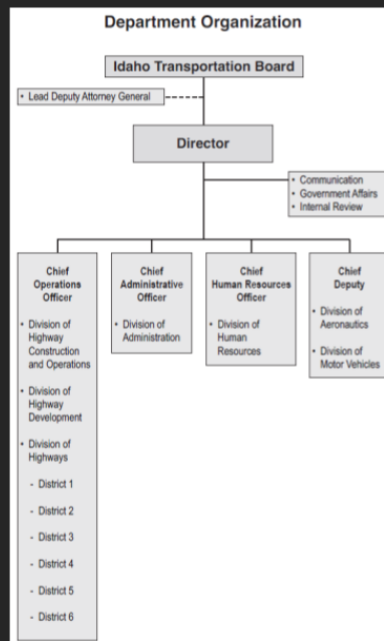 Department Organization
Idaho Transportation Board
• Lead Deputy Attorney General
Director
• Communication
• Government Affairs
• Internal Review
Chief
Operations
Officer
• Division of
Highway
Construction
and Operations
• Division of
Highway
Development
• Division of
Highways
- District 1
- District 2
- District 3
- District 4
- District 5
- District 6
Chief
Administrative
Officer
• Division of
Administration
Chief
Human Resources
Officer
• Division of
Human
Resources
Chief
Deputy
• Division of
Aeronautics
• Division of
Motor Vehicles